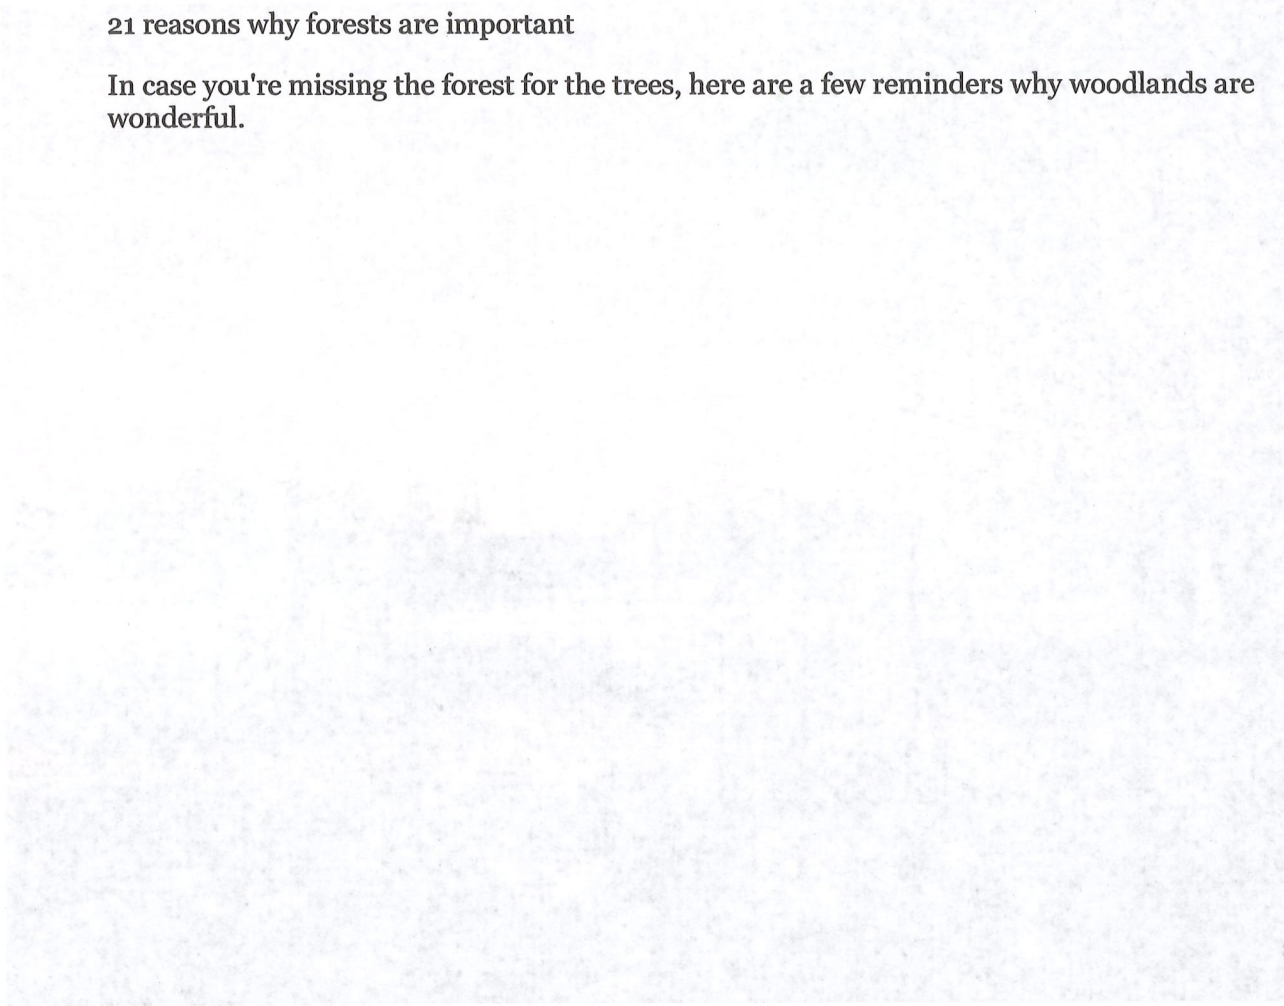 21 reasons why forests are important
In case you're missing the forest for the trees, here are a few reminders why woodlands are
wonderful.